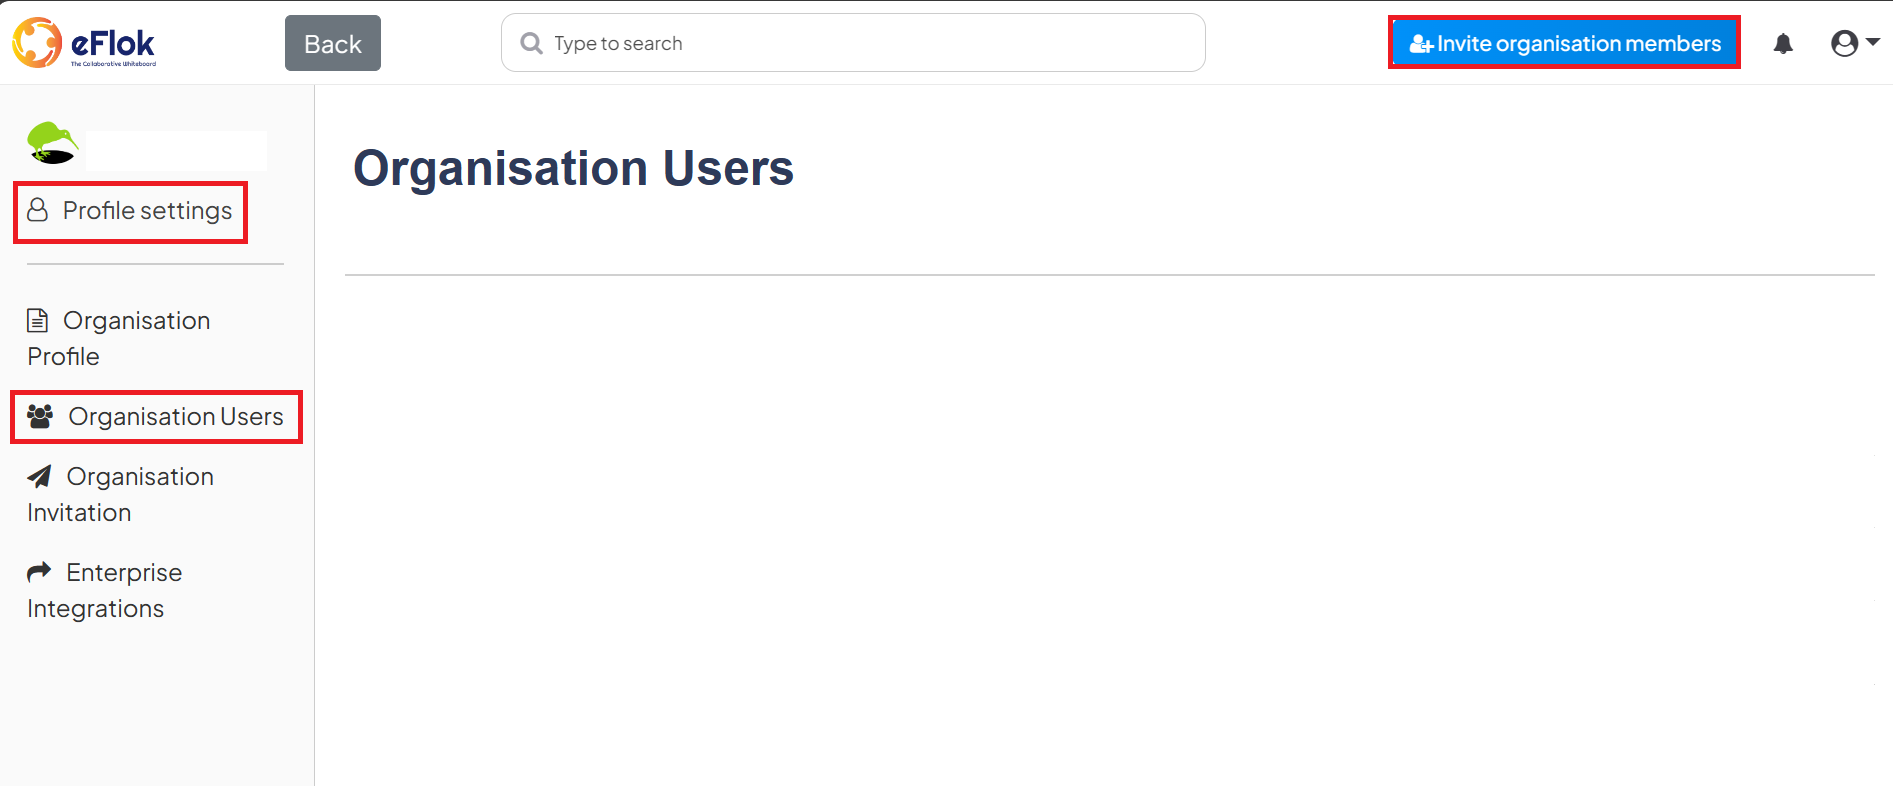 eFlok
The Collaborative Whiteboard
Back
Type to search
Invite organisation members
Profile settings
Organisation
Profile
Organisation Users
Organisation
Invitation
Enterprise
Integrations
Organisation Users